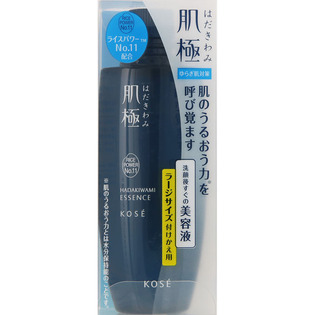 RICE
POWER
No.11
ライスパワー™
No.11
配合
はだきわみ
肌極
ゆらぎ肌対策
肌のうるおう力※を
呼び覚ます
洗顔後すぐの美容液
ラージサイズ付けかえ用
はだきわみ
肌極
RICE
POWER
No.11
HADAKIWAMI
ESSENCE
KOSÉ
※肌のうるおう力とは水分保持能のことです。
KOSÉ